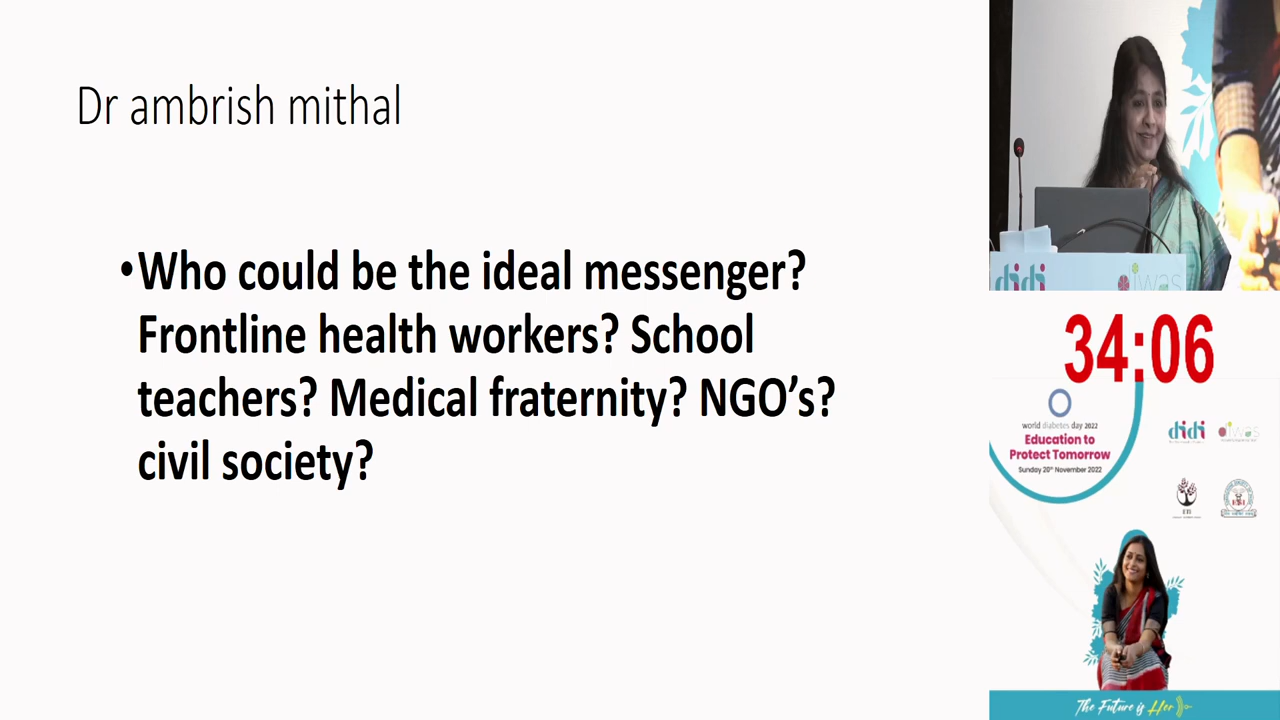 Dr ambrish mithal
•Who could be the ideal messenger?
Frontline health workers? School
teachers? Medical fraternity? NGO’s?
civil society?
didi
iwas
34:06
world diabetes day 2022
Education to
Protect Tomorrow
Sunday 20th November 2022
didi
The Future is Her